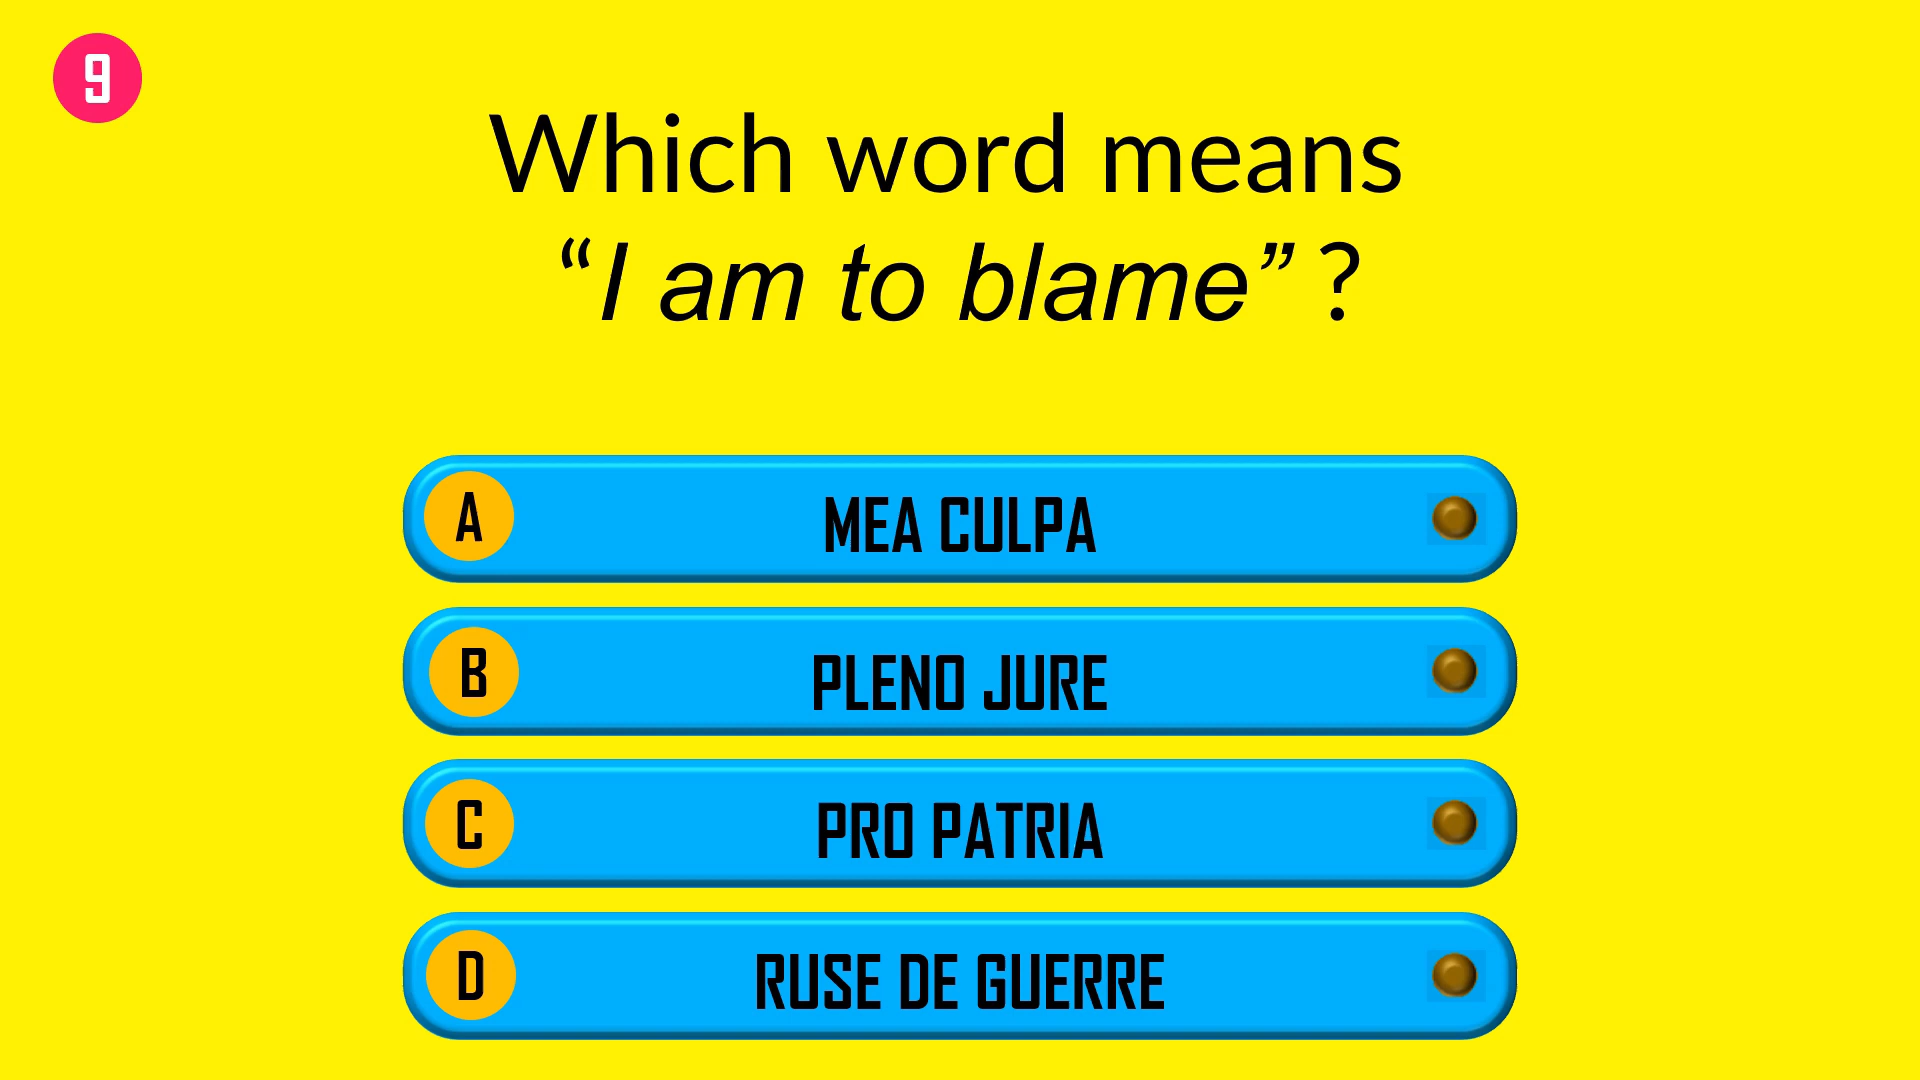 9
Which word means
“I am to blame” ?
A MEA CULPA
B PLENO JURE
C PRO PATRIA
D RUSE DE GUERRE